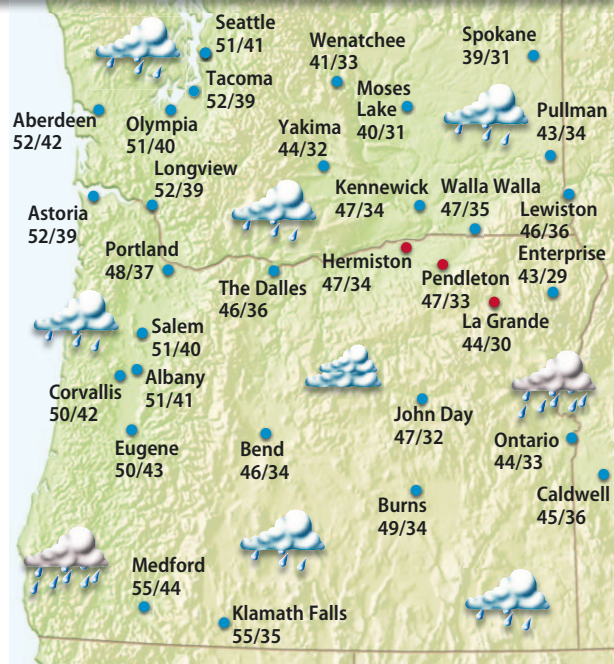 Seattle
51/41
Wenatchee
41/33
Spokane
39/31
Tacoma
52/39
Moses
Lake
40/31
Aberdeen
52/42
Olympia
51/40
Yakima
44/32
Pullman
43/34
Longview
52/39
Kennewick
47/34
Walla Walla
47/35
Lewiston
46/36
Astoria
52/39
Portland
48/37
The Dalles
46/36
Hermiston
47/34
Pendleton
47/33
Enterprise
43/29
La Grande
44/30
Salem
51/40
Albany
51/41
Corvallis
50/42
Eugene
50/43
Bend
46/34
John Day
47/32
Ontario
44/33
Caldwell
45/36
Burns
49/34
Medford
55/44
Klamath Falls
55/35